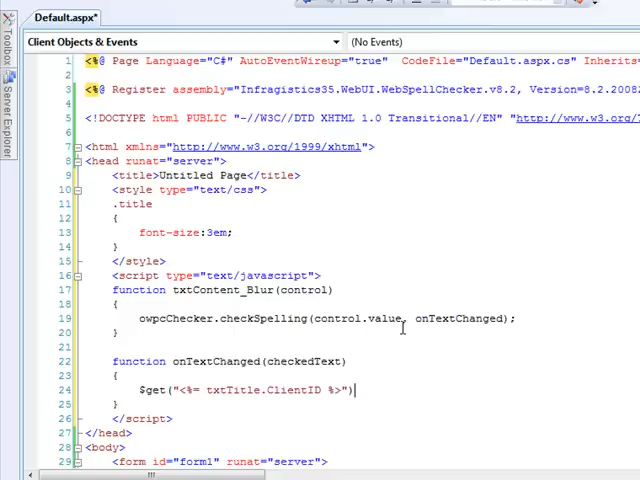 Default.aspx*
Client Objects & Events
(No Events)
Toolbox
Server Explorer
1 <%@ Page Language="C#" AutoEventWireup="true" CodeFile="Default.aspx.cs" Inherits=
2
3 <%@ Register assembly="Infragistics35.WebUI.WebSpellChecker.v8.2, Version=8.2.2008
4
5 <!DOCTYPE html PUBLIC "-//W3C//DTD XHTML 1.0 Transitional//EN" "http://www.w3.org/
6
7 <html xmlns="http://www.w3.org/1999/xhtml">
8 <head runat="server">
9 <title>Untitled Page</title>
10 <style type="text/css">
11 .title
12 {
13 font-size:3em;
14 }
15 </style>
16 <script type="text/javascript">
17 function txtContent_Blur(control)
18 {
19 owpcChecker.checkSpelling(control.value, onTextChanged);
20 }
21
22 function onTextChanged(checkedText)
23 {
24 $get("<%= txtTitle.ClientID %>")
25 }
26 </script>
27 </head>
28 <body>
29 <form id="form1" runat="server">